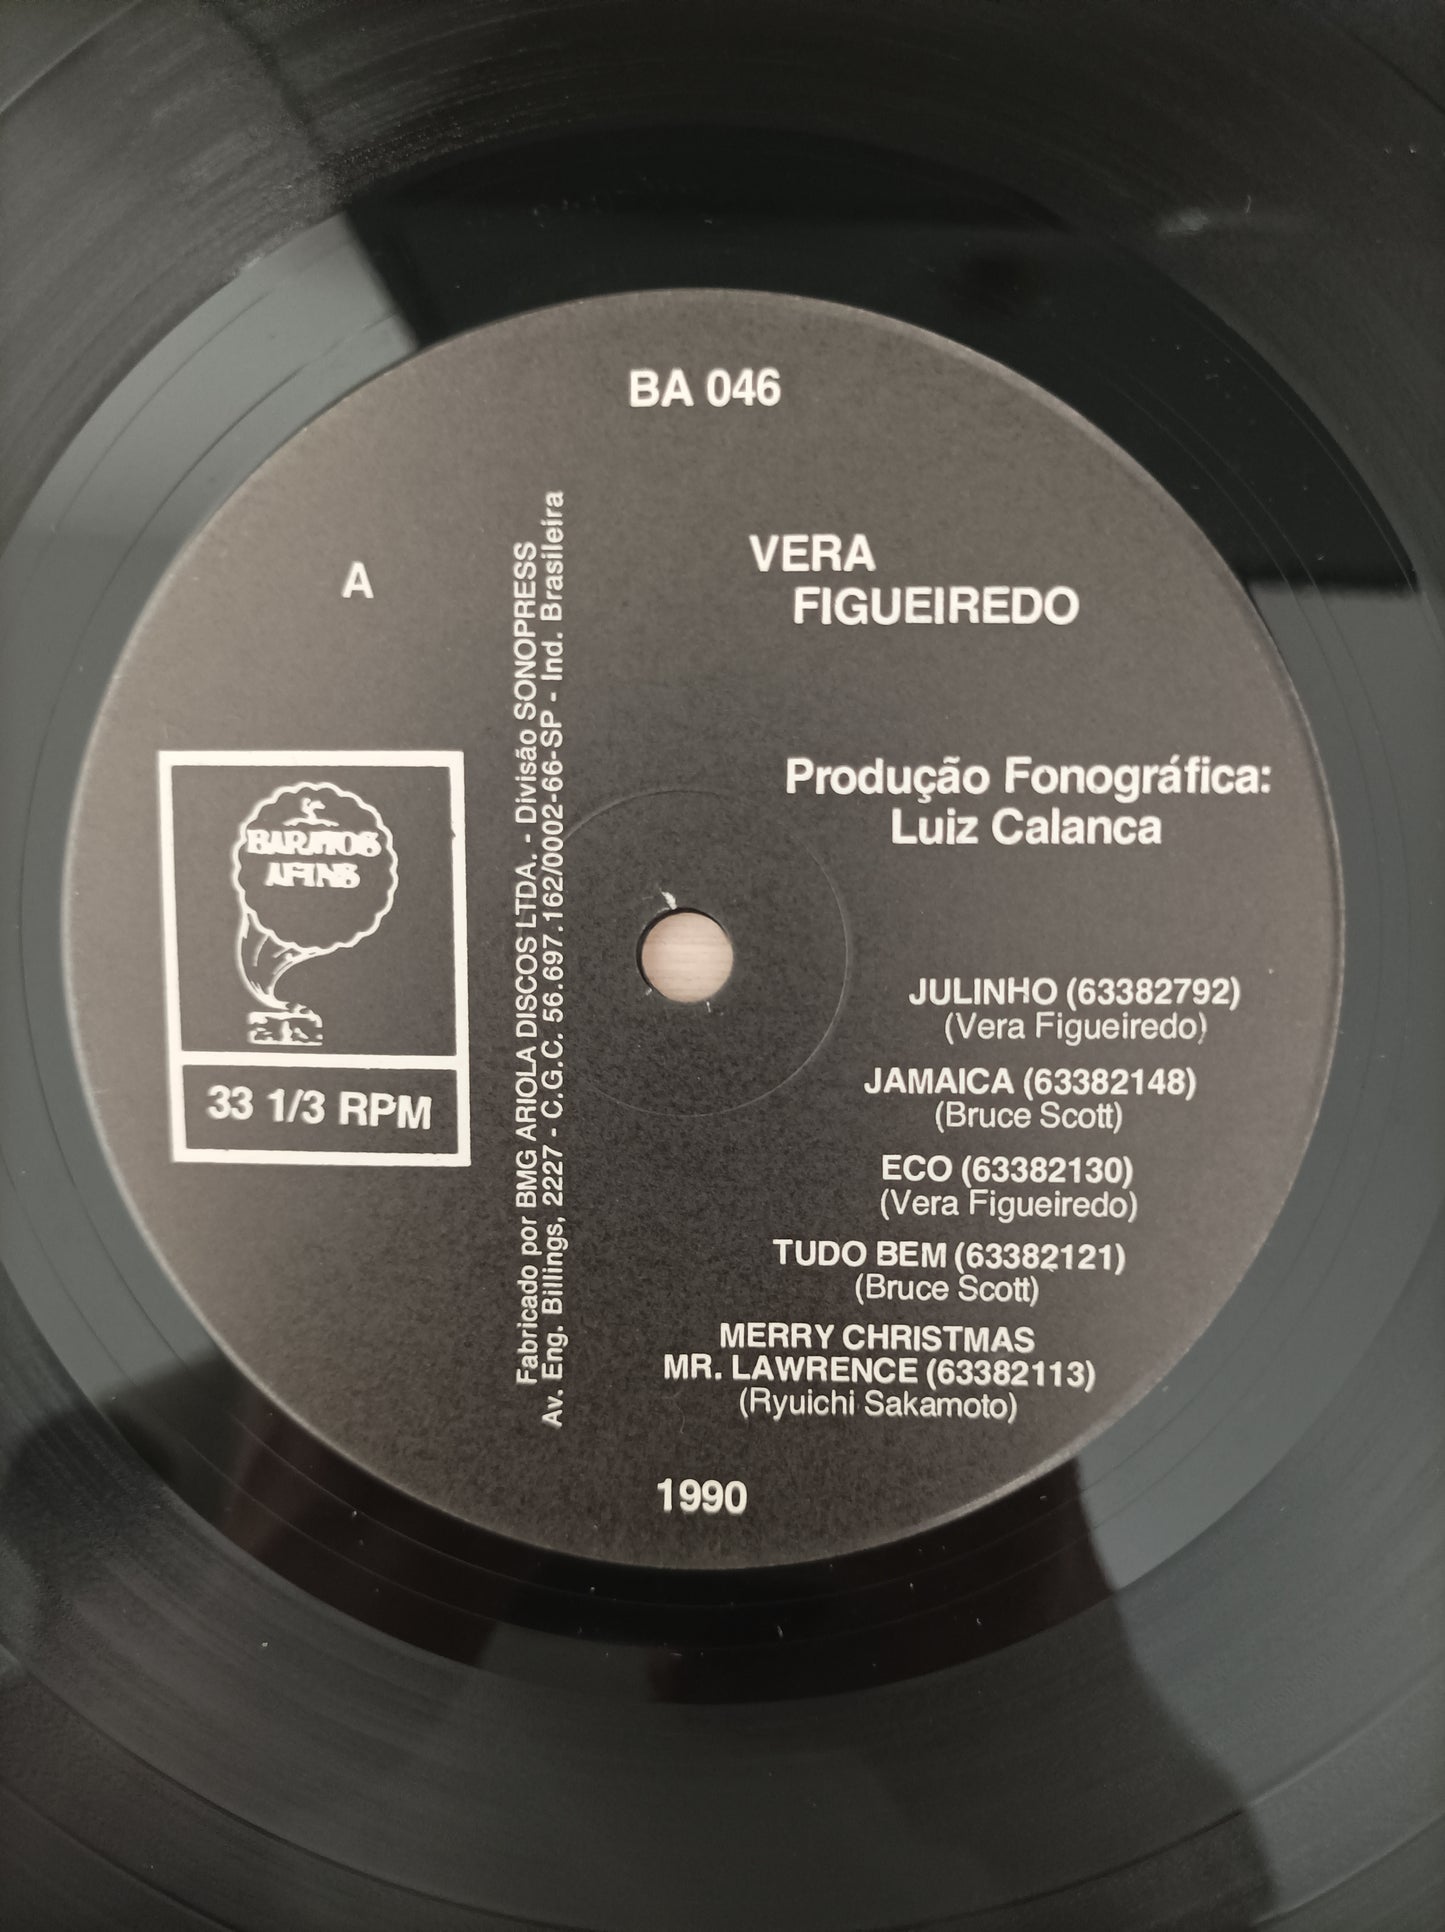 BA 046
A
VERA
FIGUEIREDO
Fabricado por BMG ARIOLA DISCOS LTDA. - Divisão SONOPRESS
Av. Eng. Billings, 2227 - C.G.C. 56.697.162/0002-66-SP - Ind. Brasileira
Produção Fonográfica:
Luiz Calanca
BARATOS
AFINS
33 1/3 RPM
JULINHO (63382792)
(Vera Figueiredo)
JAMAICA (63382148)
(Bruce Scott)
ECO (63382130)
(Vera Figueiredo)
TUDO BEM (63382121)
(Bruce Scott)
MERRY CHRISTMAS
MR. LAWRENCE (63382113)
(Ryuichi Sakamoto)
1990